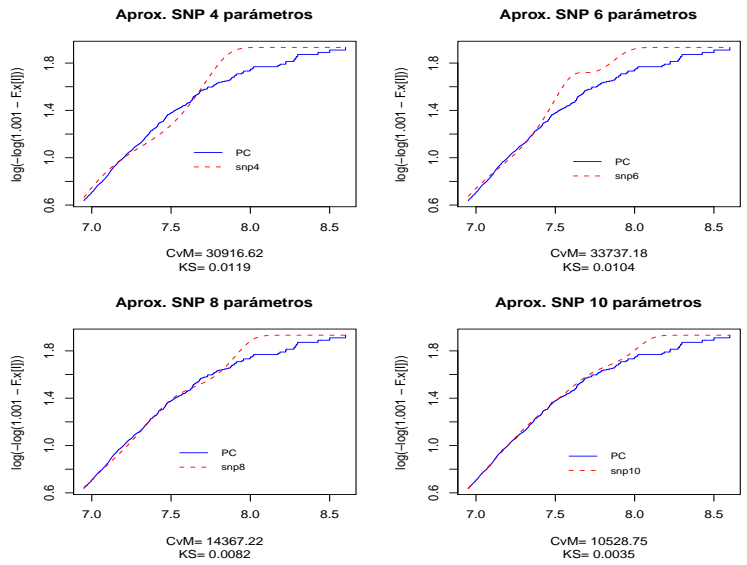 Aprox. SNP 4 parámetros
log(−log(1.001 − F.x[l]))
0.6 1.0 1.4 1.8
PC
snp4
7.0 7.5 8.0 8.5
CvM= 30916.62
KS= 0.0119
Aprox. SNP 6 parámetros
log(−log(1.001 − F.x[l]))
0.6 1.0 1.4 1.8
PC
snp6
7.0 7.5 8.0 8.5
CvM= 33737.18
KS= 0.0104
Aprox. SNP 8 parámetros
log(−log(1.001 − F.x[l]))
0.6 1.0 1.4 1.8
PC
snp8
7.0 7.5 8.0 8.5
CvM= 14367.22
KS= 0.0082
Aprox. SNP 10 parámetros
log(−log(1.001 − F.x[l]))
0.6 1.0 1.4 1.8
PC
snp10
7.0 7.5 8.0 8.5
CvM= 10528.75
KS= 0.0035